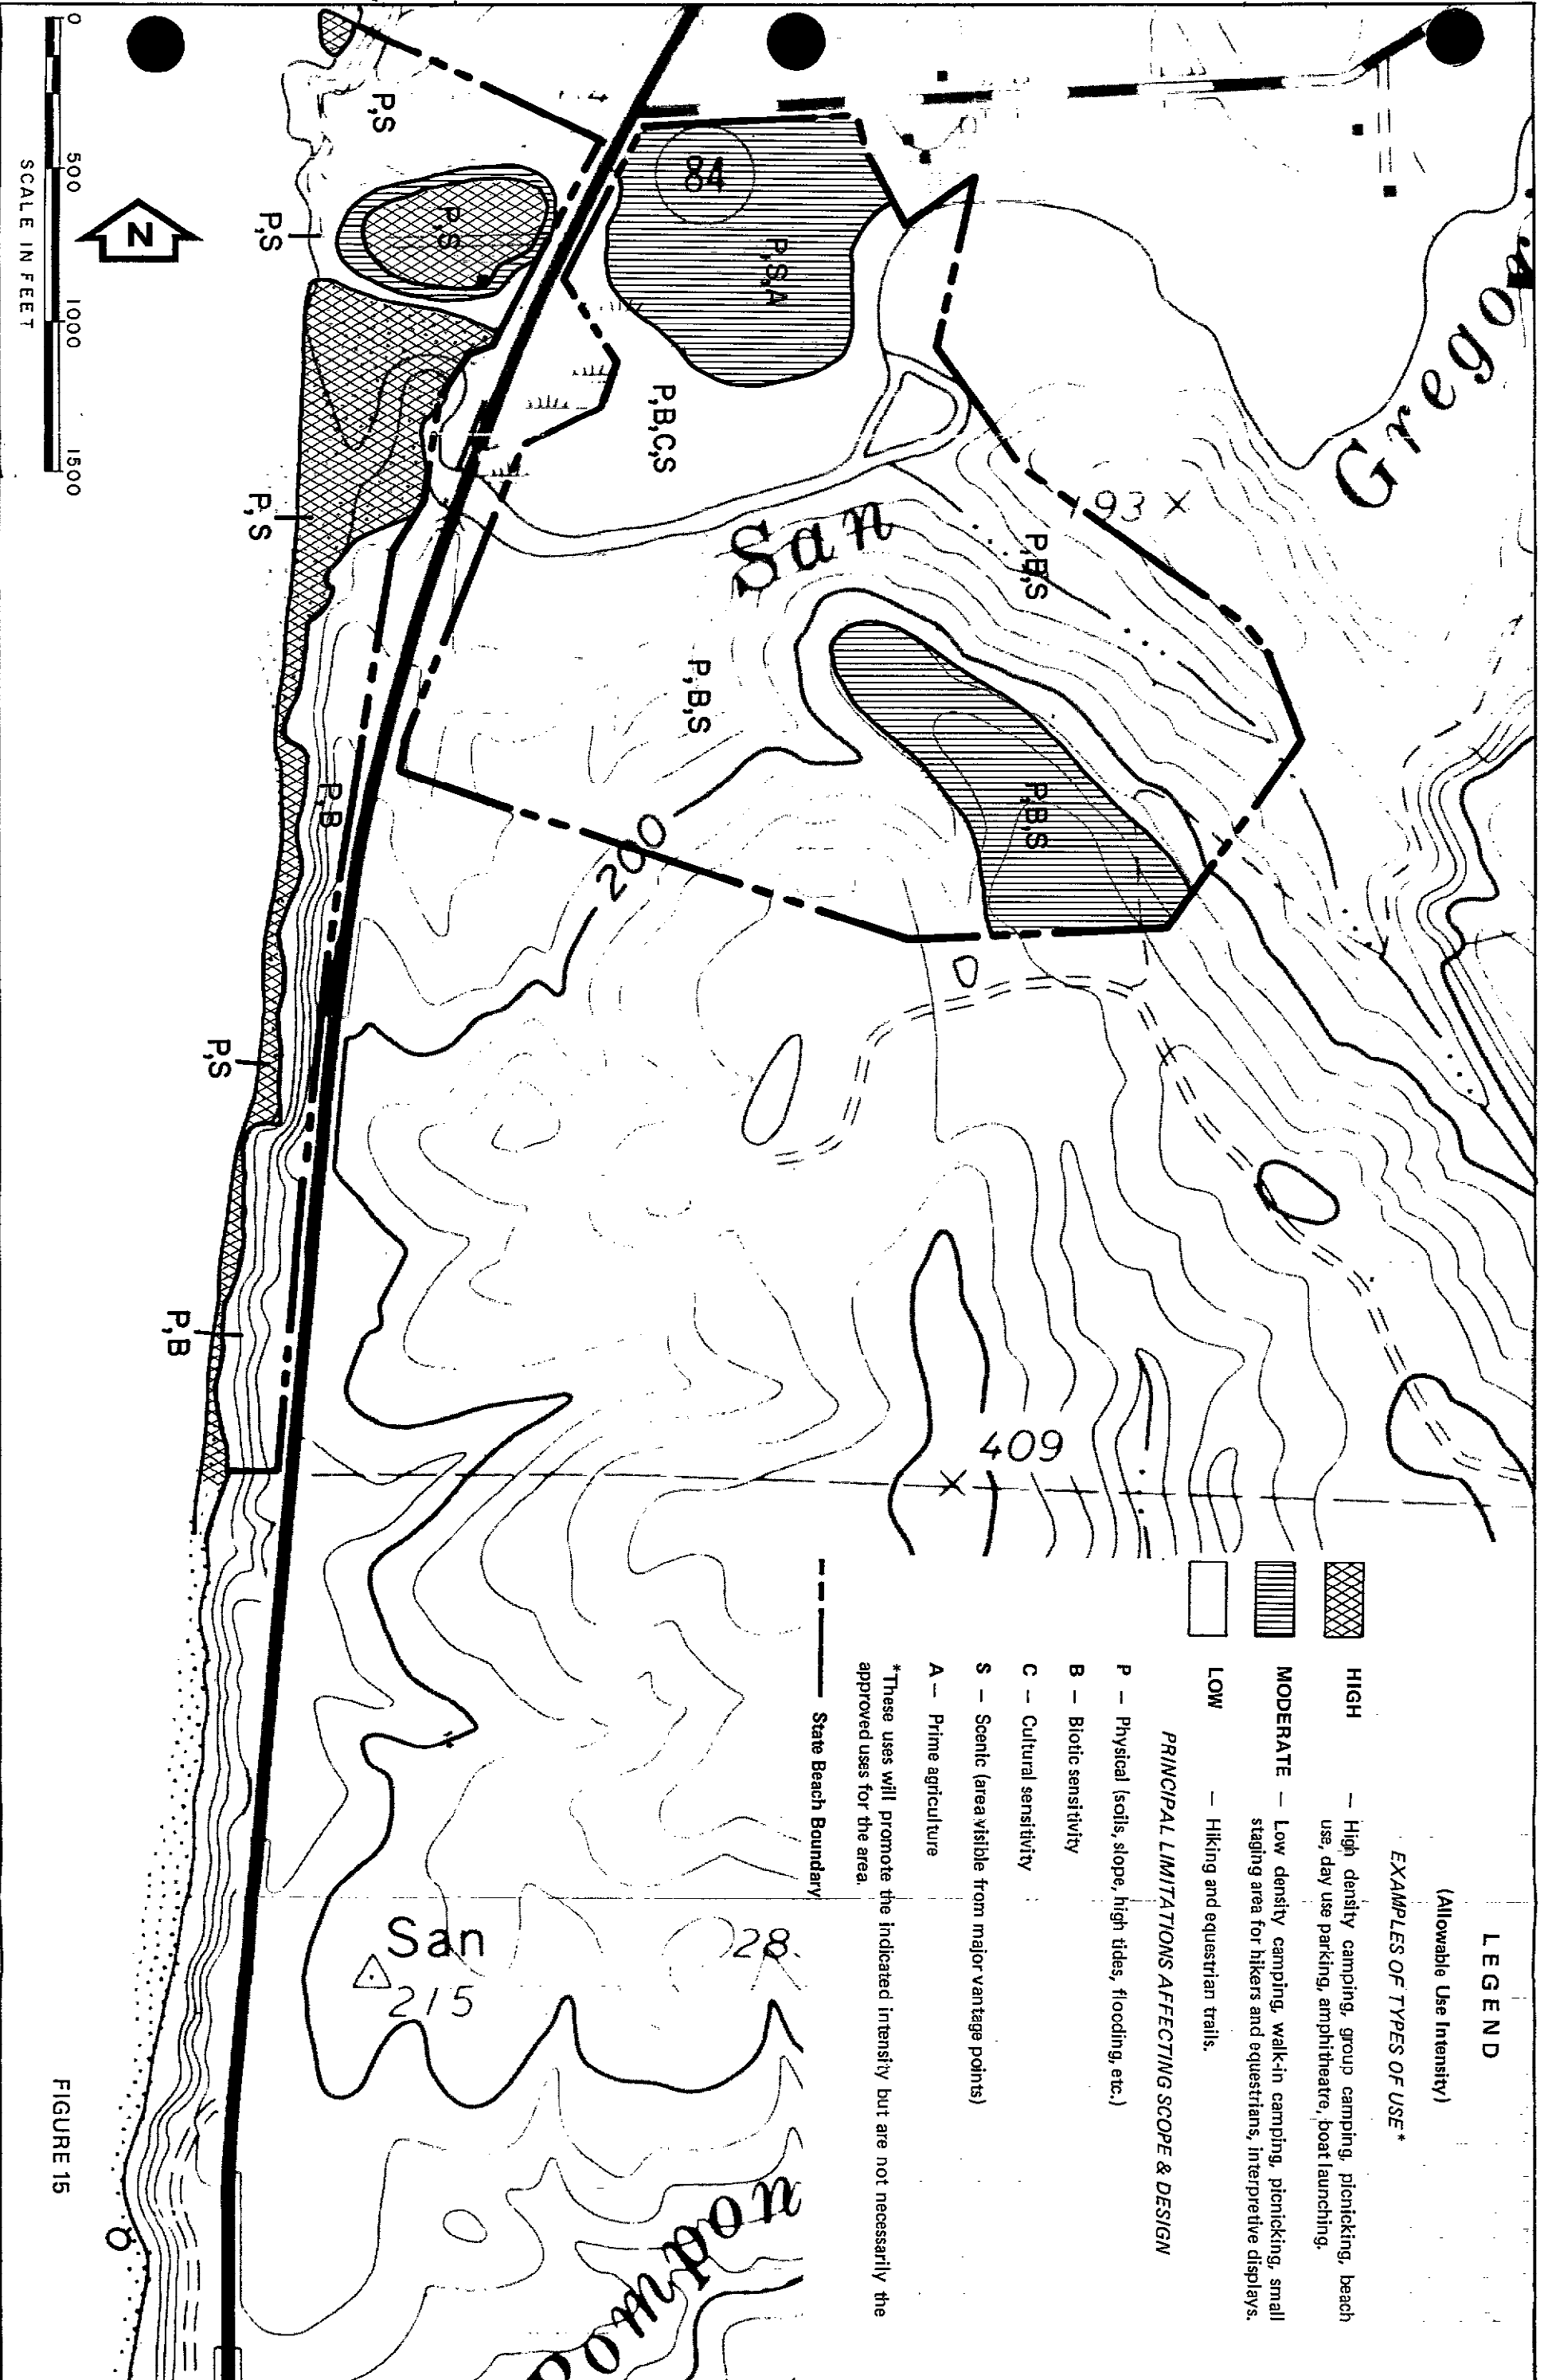 LEGEND
(Allowable Use Intensity)
EXAMPLES OF TYPES OF USE*
HIGH — High density camping, group camping, picnicking, beach
use, day use parking, amphitheatre, boat launching.
MODERATE — Low density camping, walk-in camping, picnicking, small
staging area for hikers and equestrians, interpretive displays.
LOW — Hiking and equestrian trails.
PRINCIPAL LIMITATIONS AFFECTING SCOPE & DESIGN
P — Physical (soils, slope, high tides, flooding, etc.)
B — Biotic sensitivity
C — Cultural sensitivity
S — Scenic (area visible from major vantage points)
A — Prime agriculture
*These uses will promote the indicated intensity but are not necessarily the
approved uses for the area.
State Beach Boundary
San
193
P,B,S
P,B,S
P,B,S
P,S,A
84
P,B,C,S
200
409
P,S
P,S
P,S
P,S
P,B
P,S
P,B
San
215
28
N
0 500 1000 1500
SCALE IN FEET
FIGURE 15